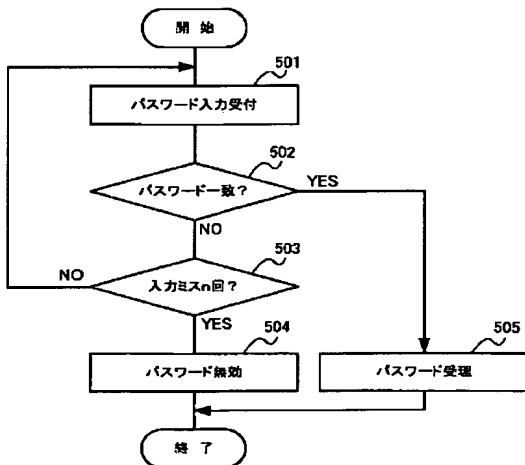 開 始
501
パスワード入力受付
502
パスワード一致?
YES
NO
503
入力ミスn回?
NO
YES
504
パスワード無効
505
パスワード受理
終 了